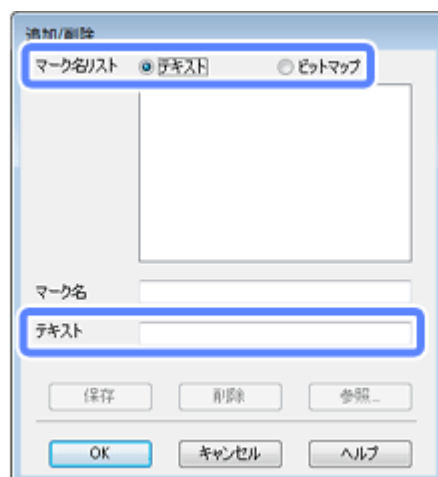 追加/削除
マーク名リスト テキスト ビットマップ
マーク名
テキスト
保存 削除 参照...
OK キャンセル ヘルプ